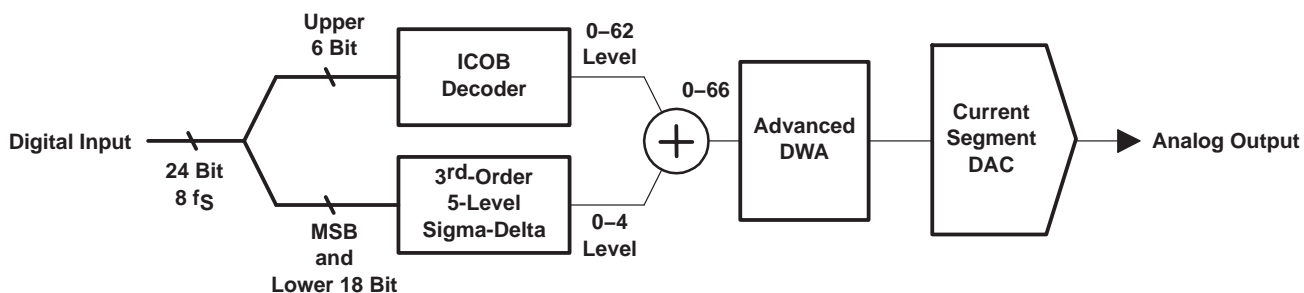 Digital Input
24 Bit
8 fS
Upper
6 Bit
ICOB
Decoder
0–62
Level
MSB
and
Lower 18 Bit
3rd-Order
5-Level
Sigma-Delta
0–4
Level
+
0–66
Advanced
DWA
Current
Segment
DAC
Analog Output